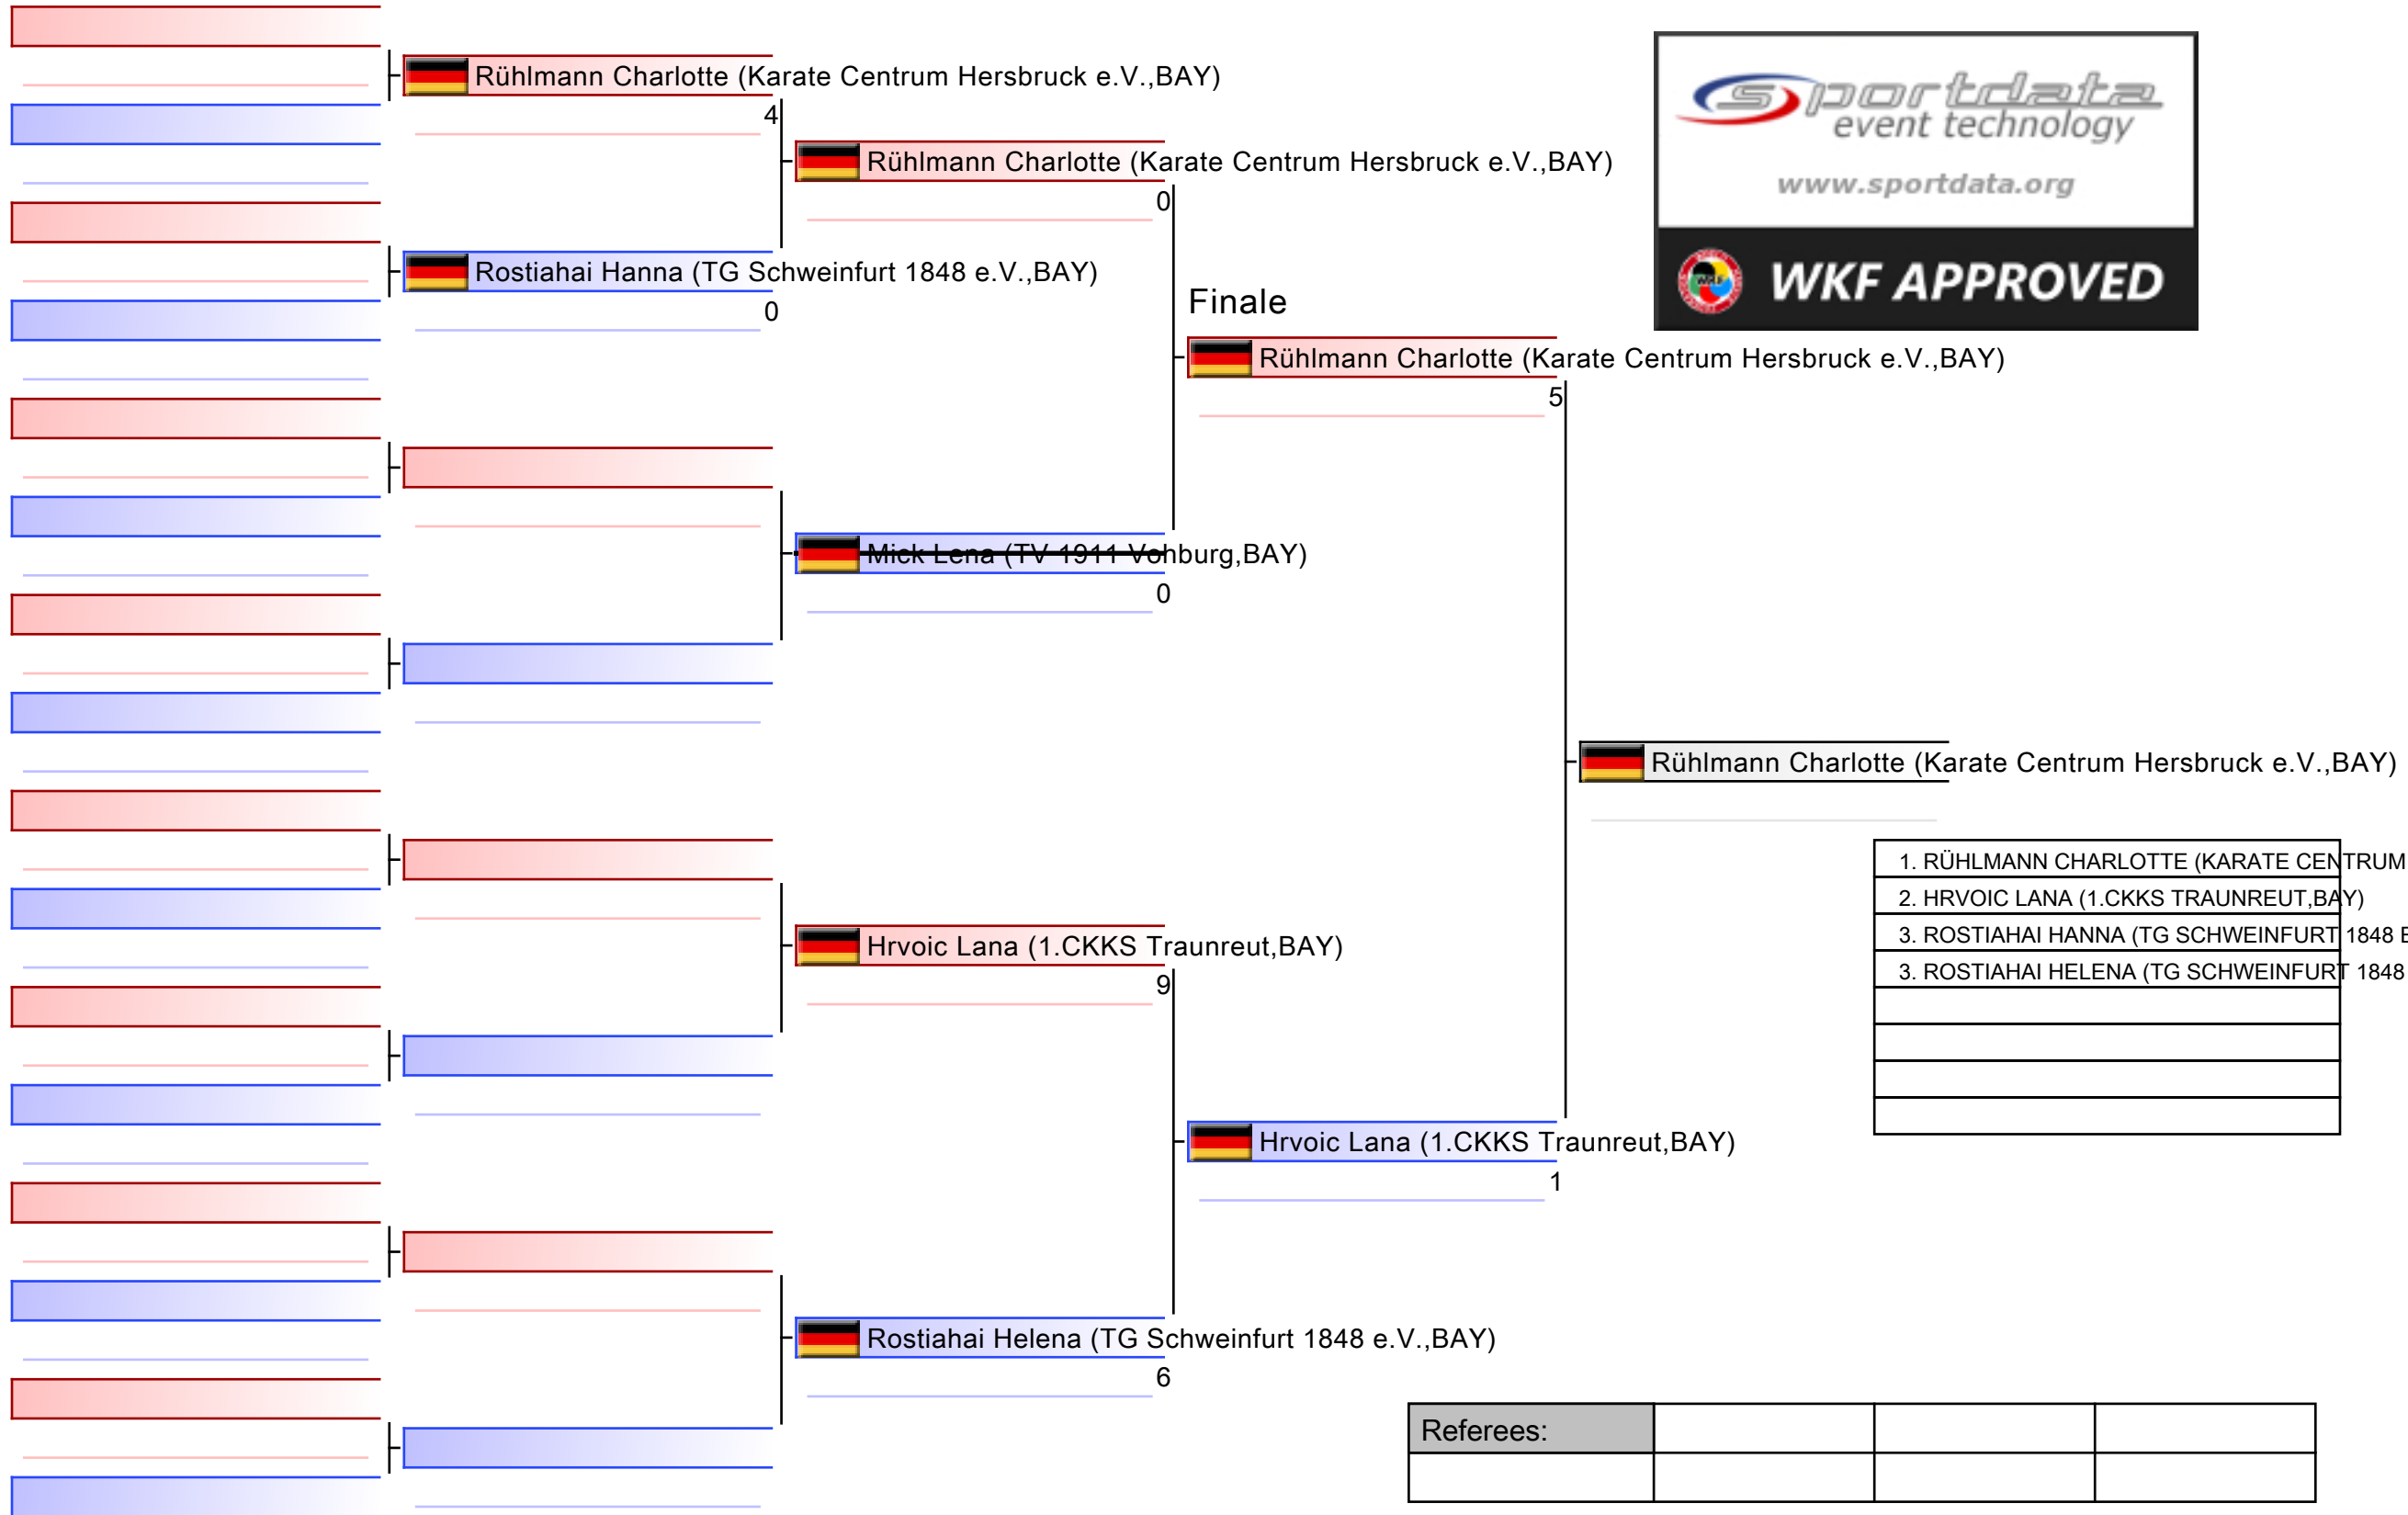 Rühlmann Charlotte (Karate Centrum Hersbruck e.V.,BAY)
4
Rostiahai Hanna (TG Schweinfurt 1848 e.V.,BAY)
0
Rühlmann Charlotte (Karate Centrum Hersbruck e.V.,BAY)
0
Mick Lena (TV 1911 Vohburg,BAY)
0
Hrvoic Lana (1.CKKS Traunreut,BAY)
9
Rostiahai Helena (TG Schweinfurt 1848 e.V.,BAY)
6
Finale
Rühlmann Charlotte (Karate Centrum Hersbruck e.V.,BAY)
5
Hrvoic Lana (1.CKKS Traunreut,BAY)
1
Rühlmann Charlotte (Karate Centrum Hersbruck e.V.,BAY)
sportdata
event technology
www.sportdata.org
WKF
WKF APPROVED
1. RÜHLMANN CHARLOTTE (KARATE CENTRUM
2. HRVOIC LANA (1.CKKS TRAUNREUT,BAY)
3. ROSTIAHAI HANNA (TG SCHWEINFURT 1848 E
3. ROSTIAHAI HELENA (TG SCHWEINFURT 1848
Referees: